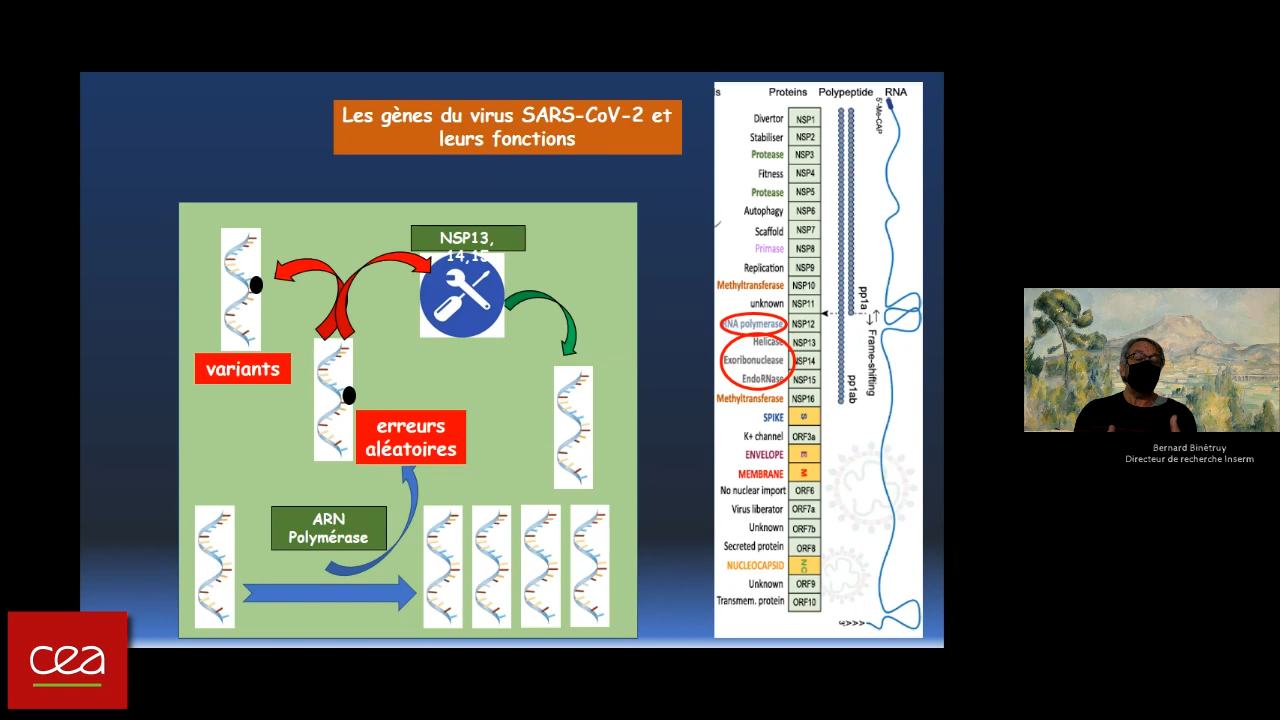 Les gènes du virus SARS-CoV-2 et
leurs fonctions
NSP13,
14,15
variants
erreurs
aléatoires
ARN
Polymérase
s Proteins Polypeptide RNA
5'-Me-CAP
Divertor NSP1
Stabiliser NSP2
Protease NSP3
Fitness NSP4
Protease NSP5
Autophagy NSP6
Scaffold NSP7
Primase NSP8
Replication NSP9
Methyltransferase NSP10
unknown NSP11
RNA polymerase NSP12
Helicase NSP13
Exoribonuclease NSP14
EndoRNase NSP15
Methyltransferase NSP16
SPIKE S
K+ channel ORF3a
ENVELOPE E
MEMBRANE M
No nuclear import ORF6
Virus liberator ORF7a
Unknown ORF7b
Secreted protein ORF8
NUCLEOCAPSID NC
Unknown ORF9
Transmem. protein ORF10
pp1a
Frame-shifting
pp1ab
AAA3'
Bernard Binétruy
Directeur de recherche Inserm
cea